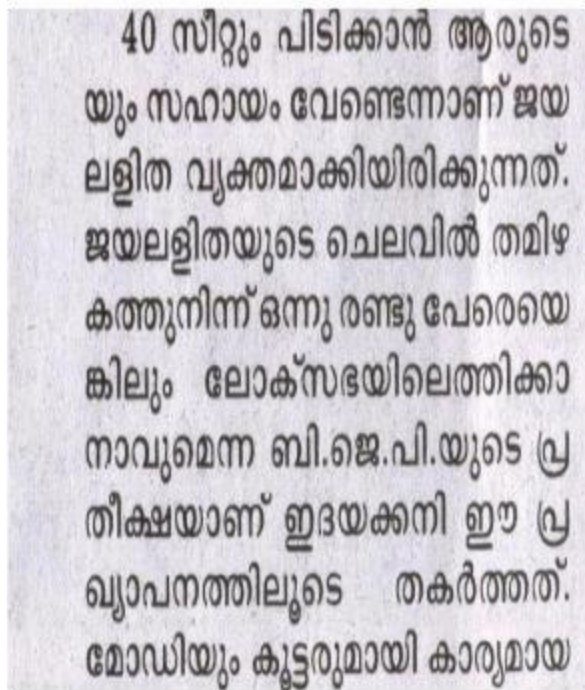 40 സീറ്റും പിടിക്കാൻ ആരുടെ
യും സഹായം വേണ്ടെന്നാണ് ജയ
ലളിത വ്യക്തമാക്കിയിരിക്കുന്നത്.
ജയലളിതയുടെ ചെലവിൽ തമിഴ
കത്തുനിന്ന് ഒന്നു രണ്ടു പേരെയെ
ങ്കിലും ലോക്സഭയിലെത്തിക്കാ
നാവുമെന്ന ബി.ജെ.പി.യുടെ പ്ര
തീക്ഷയാണ് ഇദയക്കനി ഈ പ്ര
ഖ്യാപനത്തിലൂടെ തകർത്തത്.
മോഡിയും കൂട്ടരുമായി കാര്യമായ